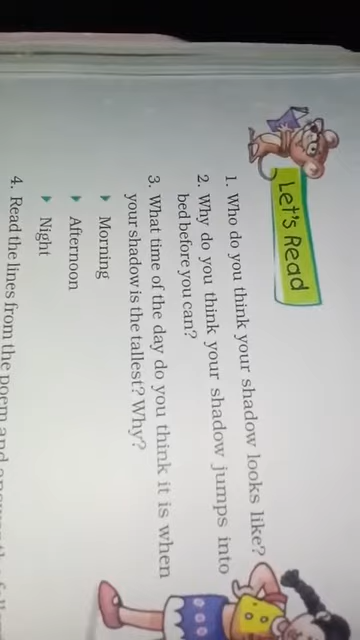 Let's Read
1. Who do you think your shadow looks like?
2. Why do you think your shadow jumps into
bed before you can?
3. What time of the day do you think it is when
your shadow is the tallest? Why?
Morning
Afternoon
Night
4. Read the lines from the poem and answer the